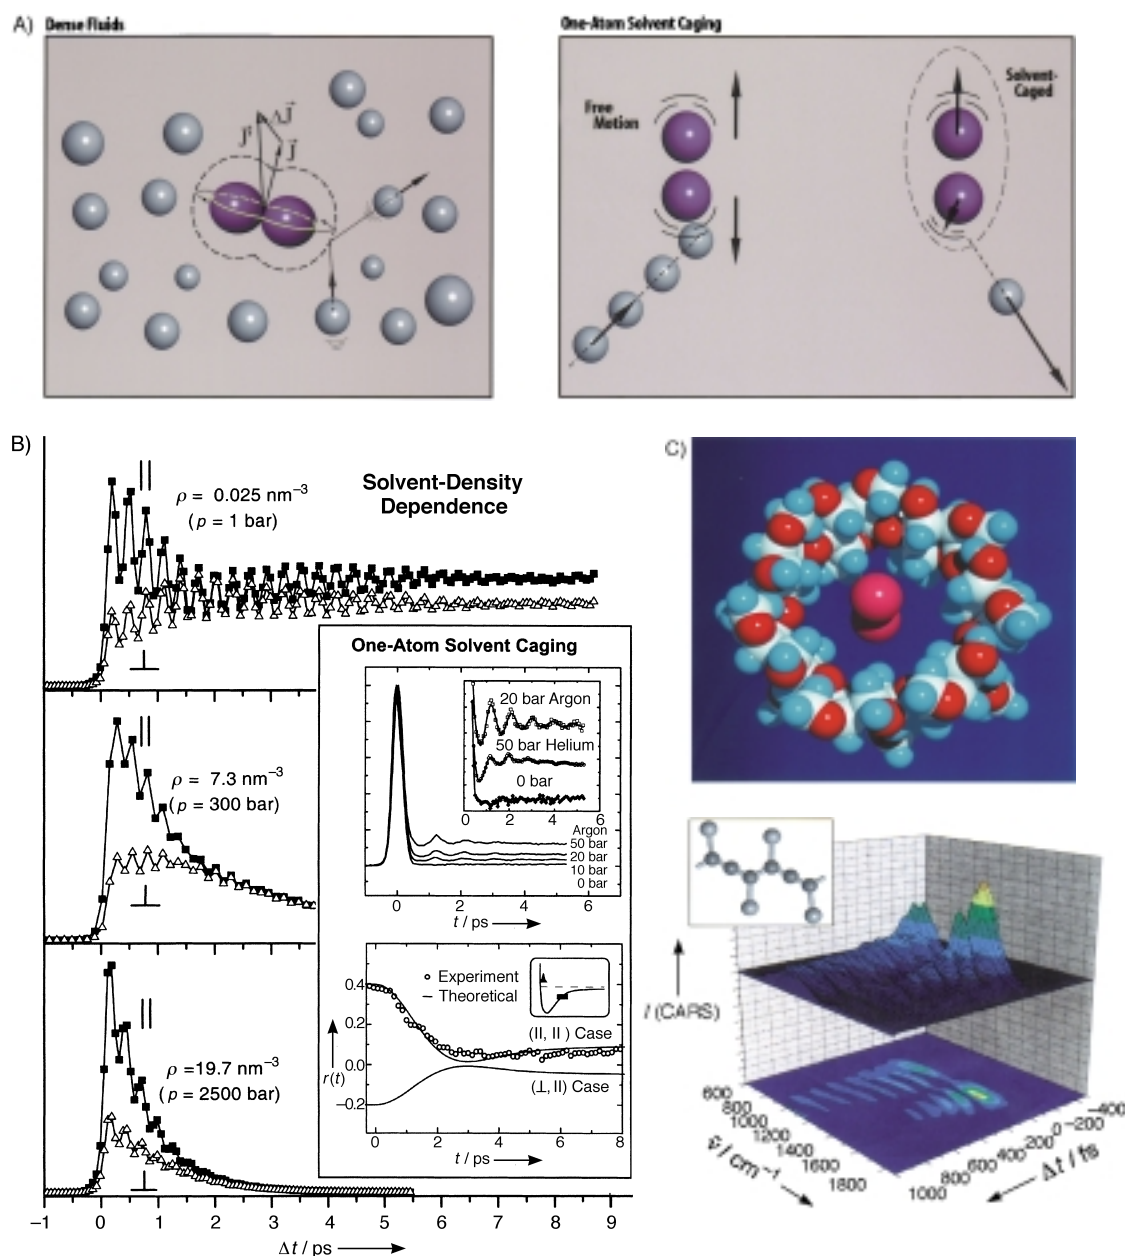 A)
Dense Fluids
One-Atom Solvent Caging
J' ΔJ
J
Free
Motion
Solvent-
Caged
B)
C)
||
ρ = 0.025 nm⁻³
(p = 1 bar)
Solvent-Density
Dependence
⊥
||
ρ = 7.3 nm⁻³
(p = 300 bar)
⊥
||
ρ =19.7 nm⁻³
(p = 2500 bar)
⊥
−1 0 1 2 3 4 5 6 7 8 9
Δt / ps
One-Atom Solvent Caging
20 bar Argon
50 bar Helium
0 bar
0 2 4 6
Argon
50 bar
20 bar
10 bar
0 bar
0 2 4 6
t / ps
Experiment
Theoretical
(II, II ) Case
(⊥, II) Case
0.4
0.2
0.0
−0.2
r(t)
0 2 4 6 8
t / ps
I (CARS)
600
800
1000
1200
1400
1600
1800
ν̃ / cm⁻¹
−400
−200
0
200
400
600
800
1000
Δt / fs